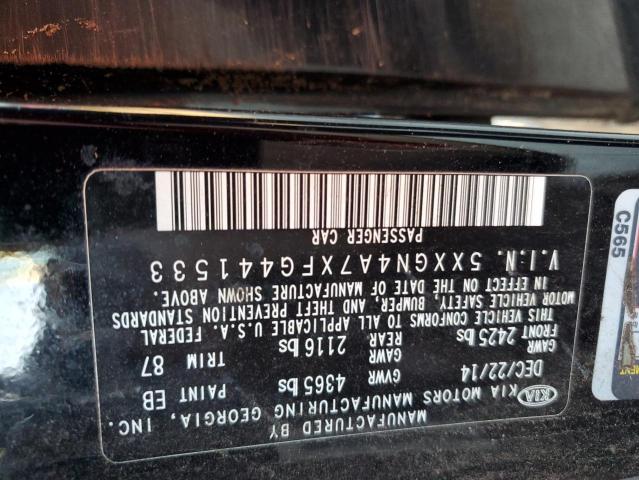 MANUFACTURED BY
KIA KIA MOTORS MANUFACTURING GEORGIA, INC.
DEC/22/14 GVWR 4365 lbs PAINT EB
GAWR FRONT 2425 lbs GAWR REAR 2116 lbs TRIM 87
THIS VEHICLE CONFORMS TO ALL APPLICABLE U.S.A. FEDERAL
MOTOR VEHICLE SAFETY, BUMPER, AND THEFT PREVENTION STANDARDS
IN EFFECT ON THE DATE OF MANUFACTURE SHOWN ABOVE.
V.I.N. 5XXGN4A7XFG441533
PASSENGER CAR
C565